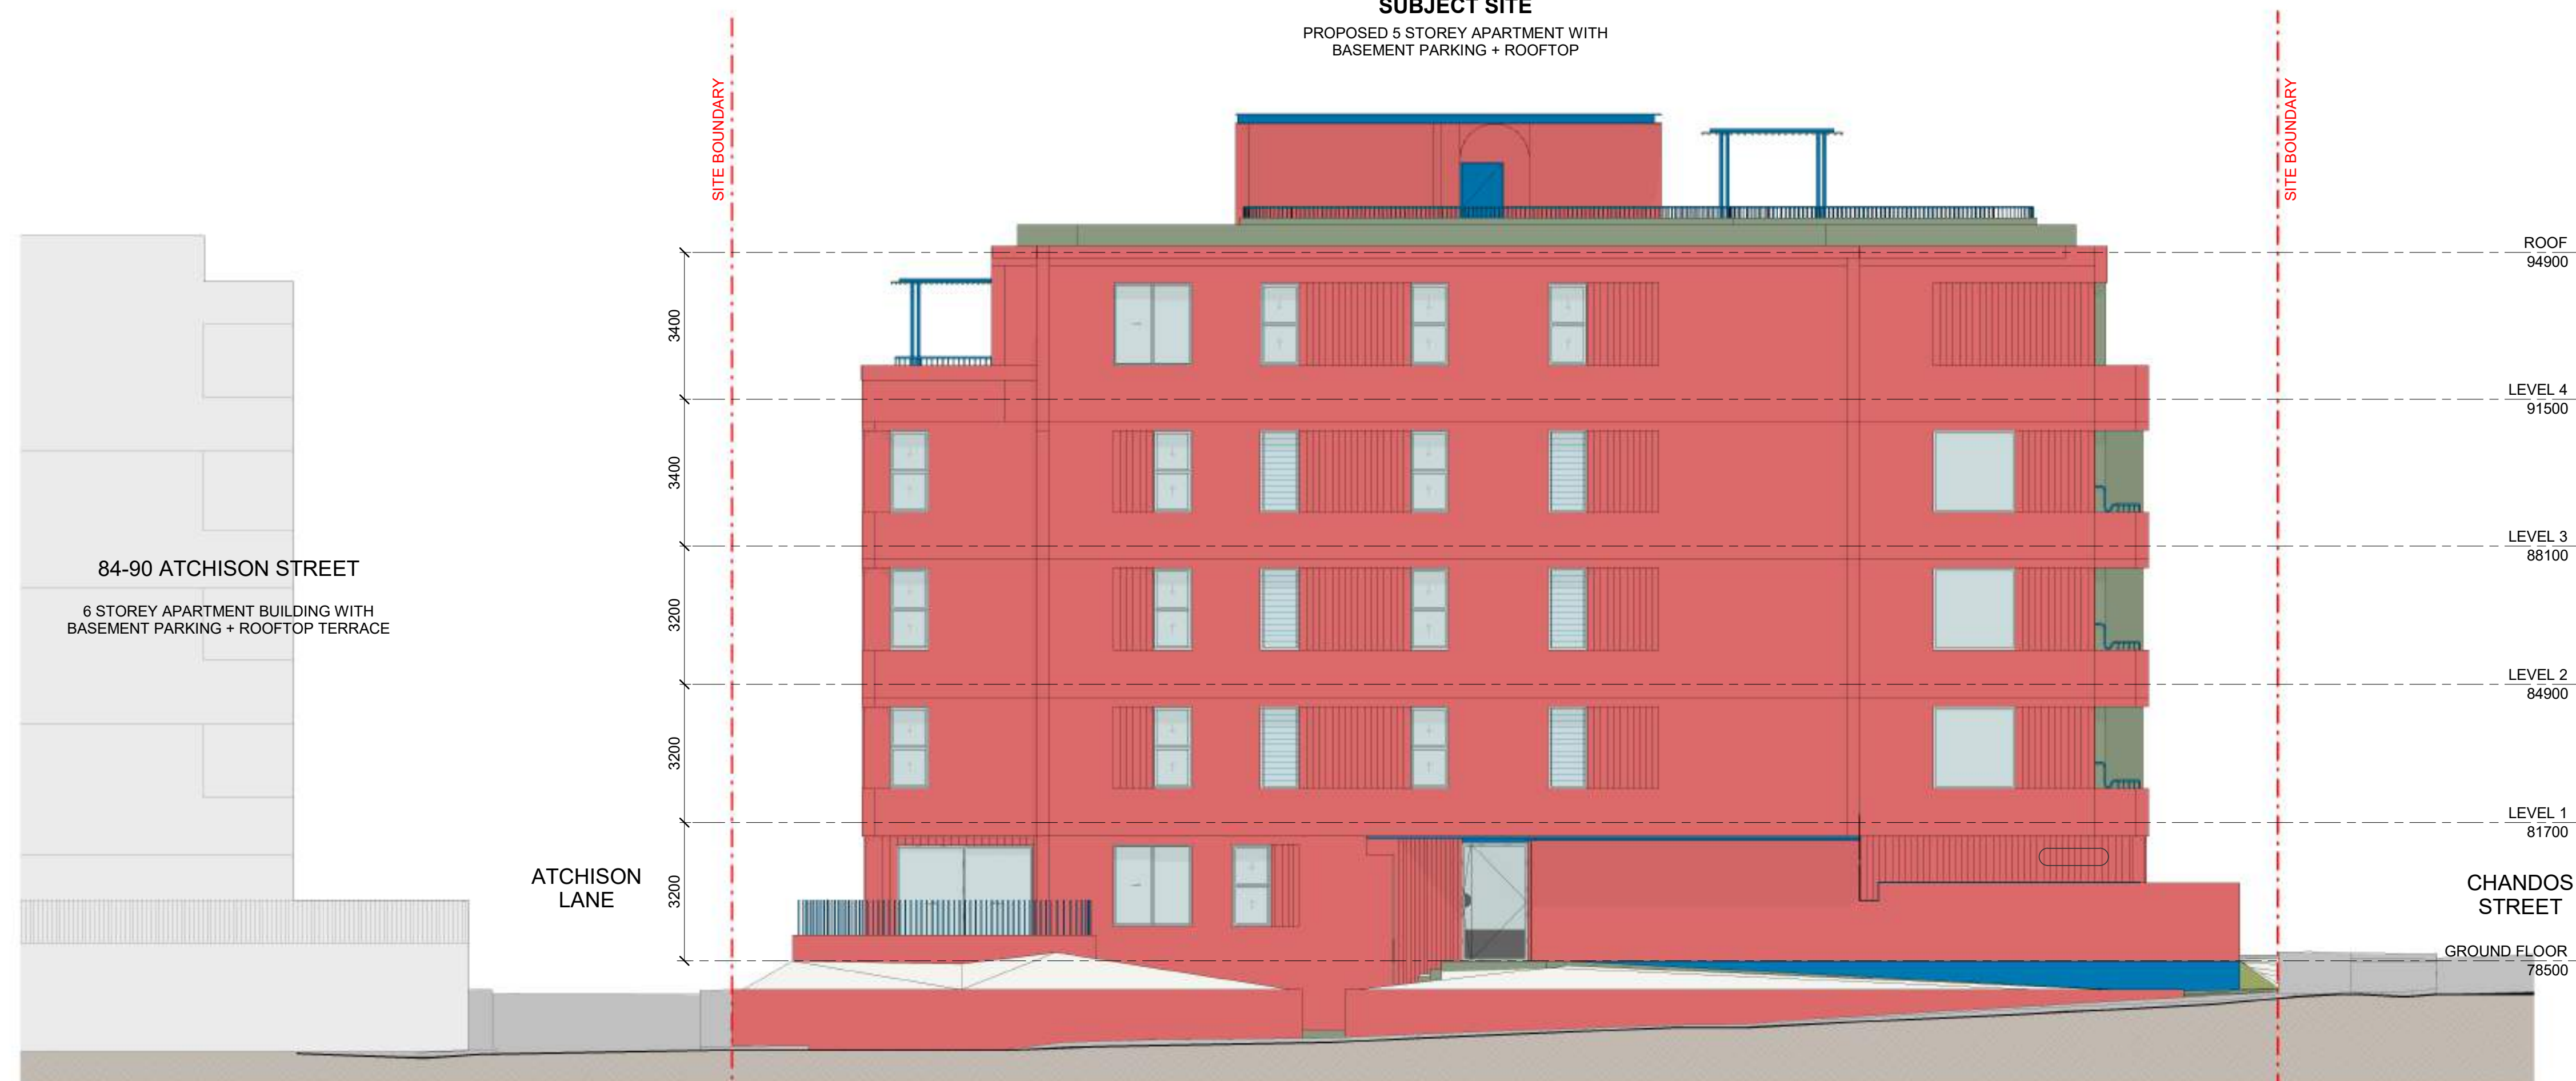 SUBJECT SITE
PROPOSED 5 STOREY APARTMENT WITH
BASEMENT PARKING + ROOFTOP
SITE BOUNDARY
SITE BOUNDARY
ROOF
94900
3400
LEVEL 4
91500
3400
LEVEL 3
88100
84-90 ATCHISON STREET
6 STOREY APARTMENT BUILDING WITH
BASEMENT PARKING + ROOFTOP TERRACE
3200
LEVEL 2
84900
3200
LEVEL 1
81700
ATCHISON
LANE
3200
CHANDOS
STREET
GROUND FLOOR
78500